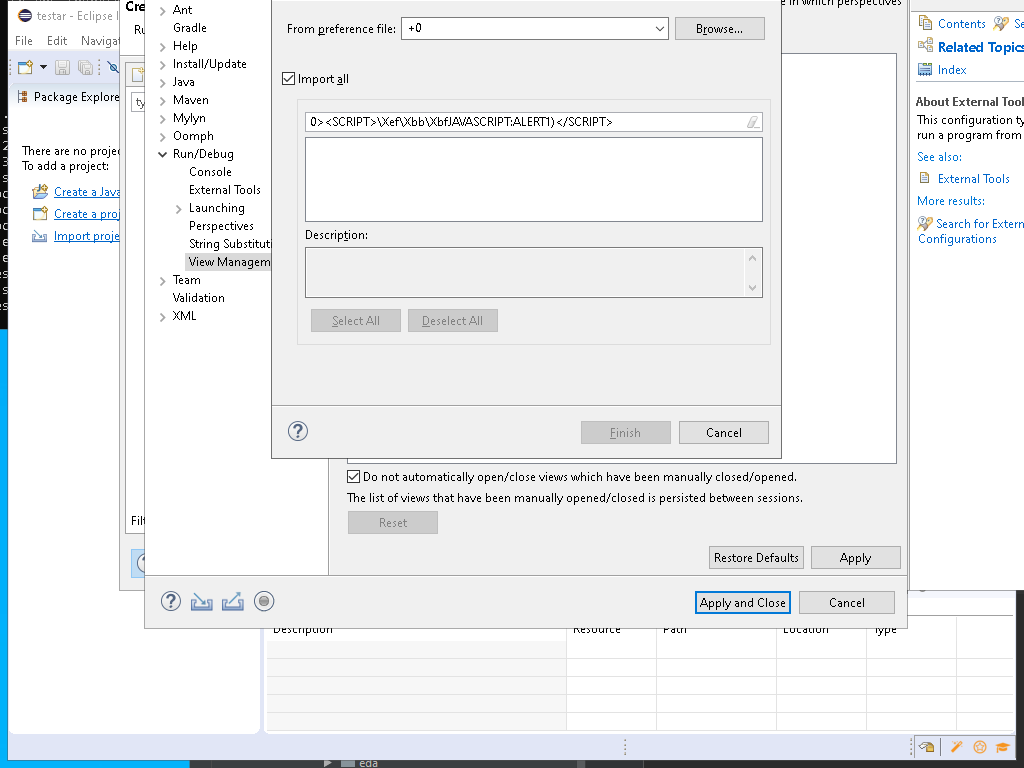 testar - Eclipse I
File
Edit
Navigat
Package Explore
There are no projec
To add a project:
Create a Java
Create a proj
Import proje
Cre
Ru
ty
Filt
Ant
Gradle
Help
Install/Update
Java
Maven
Mylyn
Oomph
Run/Debug
Console
External Tools
Launching
Perspectives
String Substituti
View Managem
Team
Validation
XML
From preference file:
+0
Browse...
Import all
0><SCRIPT>\Xef\Xbb\XbfJAVASCRIPT:ALERT1)</SCRIPT>
Description:
Select All
Deselect All
Finish
Cancel
e in which perspectives
Do not automatically open/close views which have been manually closed/opened.
The list of views that have been manually opened/closed is persisted between sessions.
Reset
Restore Defaults
Apply
Apply and Close
Cancel
Contents
Se
Related Topics
Index
About External Tool
This configuration ty
run a program from
See also:
External Tools
More results:
Search for Extern
Configurations
Description
Resource
Path
Location
Type
eda